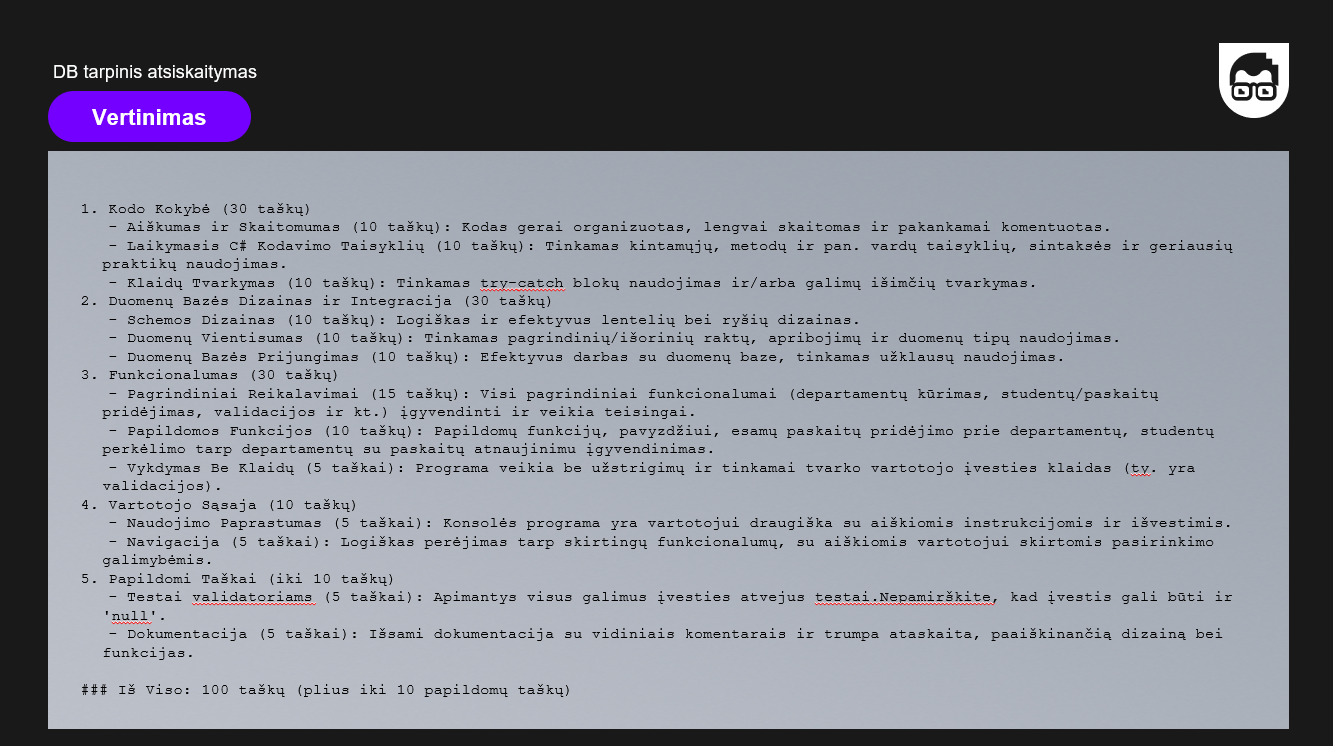 DB tarpinis atsiskaitymas
Vertinimas
1. Kodo Kokybė (30 taškų)
- Aiškumas ir Skaitomumas (10 taškų): Kodas gerai organizuotas, lengvai skaitomas ir pakankamai komentuotas.
- Laikymasis C# Kodavimo Taisyklių (10 taškų): Tinkamas kintamųjų, metodų ir pan. vardų taisyklių, sintaksės ir geriausių
praktikų naudojimas.
- Klaidų Tvarkymas (10 taškų): Tinkamas try-catch blokų naudojimas ir/arba galimų išimčių tvarkymas.
2. Duomenų Bazės Dizainas ir Integracija (30 taškų)
- Schemos Dizainas (10 taškų): Logiškas ir efektyvus lentelių bei ryšių dizainas.
- Duomenų Vientisumas (10 taškų): Tinkamas pagrindinių/išorinių raktų, apribojimų ir duomenų tipų naudojimas.
- Duomenų Bazės Prijungimas (10 taškų): Efektyvus darbas su duomenų baze, tinkamas užklausų naudojimas.
3. Funkcionalumas (30 taškų)
- Pagrindiniai Reikalavimai (15 taškų): Visi pagrindiniai funkcionalumai (departamentų kūrimas, studentų/paskaitų
pridėjimas, validacijos ir kt.) įgyvendinti ir veikia teisingai.
- Papildomos Funkcijos (10 taškų): Papildomų funkcijų, pavyzdžiui, esamų paskaitų pridėjimo prie departamentų, studentų
perkėlimo tarp departamentų su paskaitų atnaujinimu įgyvendinimas.
- Vykdymas Be Klaidų (5 taškai): Programa veikia be užstrigimų ir tinkamai tvarko vartotojo įvesties klaidas (ty. yra
validacijos).
4. Vartotojo Sąsaja (10 taškų)
- Naudojimo Paprastumas (5 taškai): Konsolės programa yra vartotojui draugiška su aiškiomis instrukcijomis ir išvestimis.
- Navigacija (5 taškai): Logiškas perėjimas tarp skirtingų funkcionalumų, su aiškiomis vartotojui skirtomis pasirinkimo
galimybėmis.
5. Papildomi Taškai (iki 10 taškų)
- Testai validatoriams (5 taškai): Apimantys visus galimus įvesties atvejus testai.Nepamirškite, kad įvestis gali būti ir
'null'.
- Dokumentacija (5 taškai): Išsami dokumentacija su vidiniais komentarais ir trumpa ataskaita, paaiškinančią dizainą bei
funkcijas.
### Iš Viso: 100 taškų (plius iki 10 papildomų taškų)